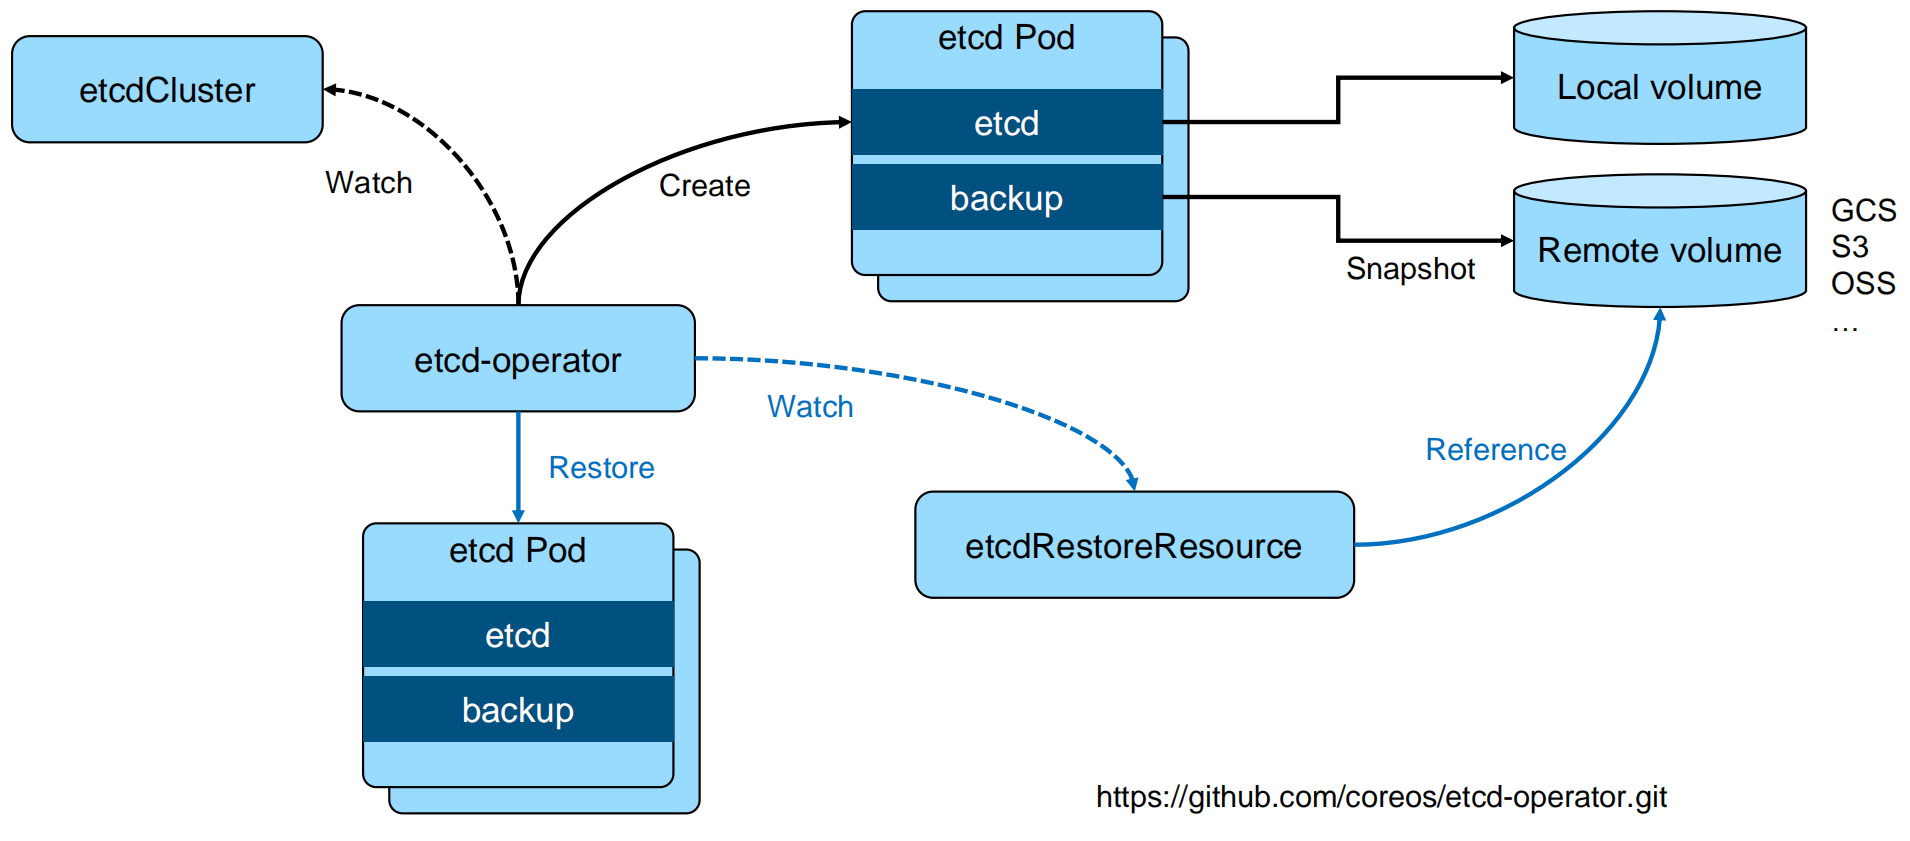 etcdCluster
Watch
Create
etcd Pod
etcd
backup
Local volume
Remote volume
GCS
S3
OSS
…
Snapshot
etcd-operator
Watch
Restore
Reference
etcdRestoreResource
etcd Pod
etcd
backup
https://github.com/coreos/etcd-operator.git